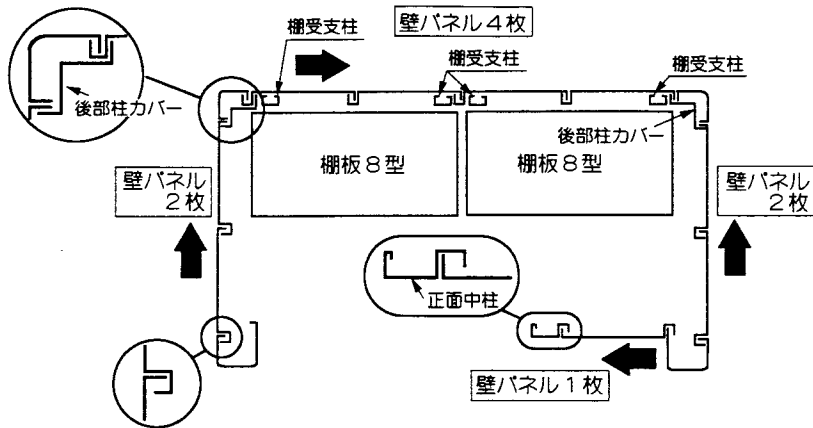 棚受支柱
壁パネル４枚
棚受支柱
棚受支柱
後部柱カバー
後部柱カバー
棚板８型
棚板８型
壁パネル
２枚
壁パネル
２枚
正面中柱
壁パネル１枚